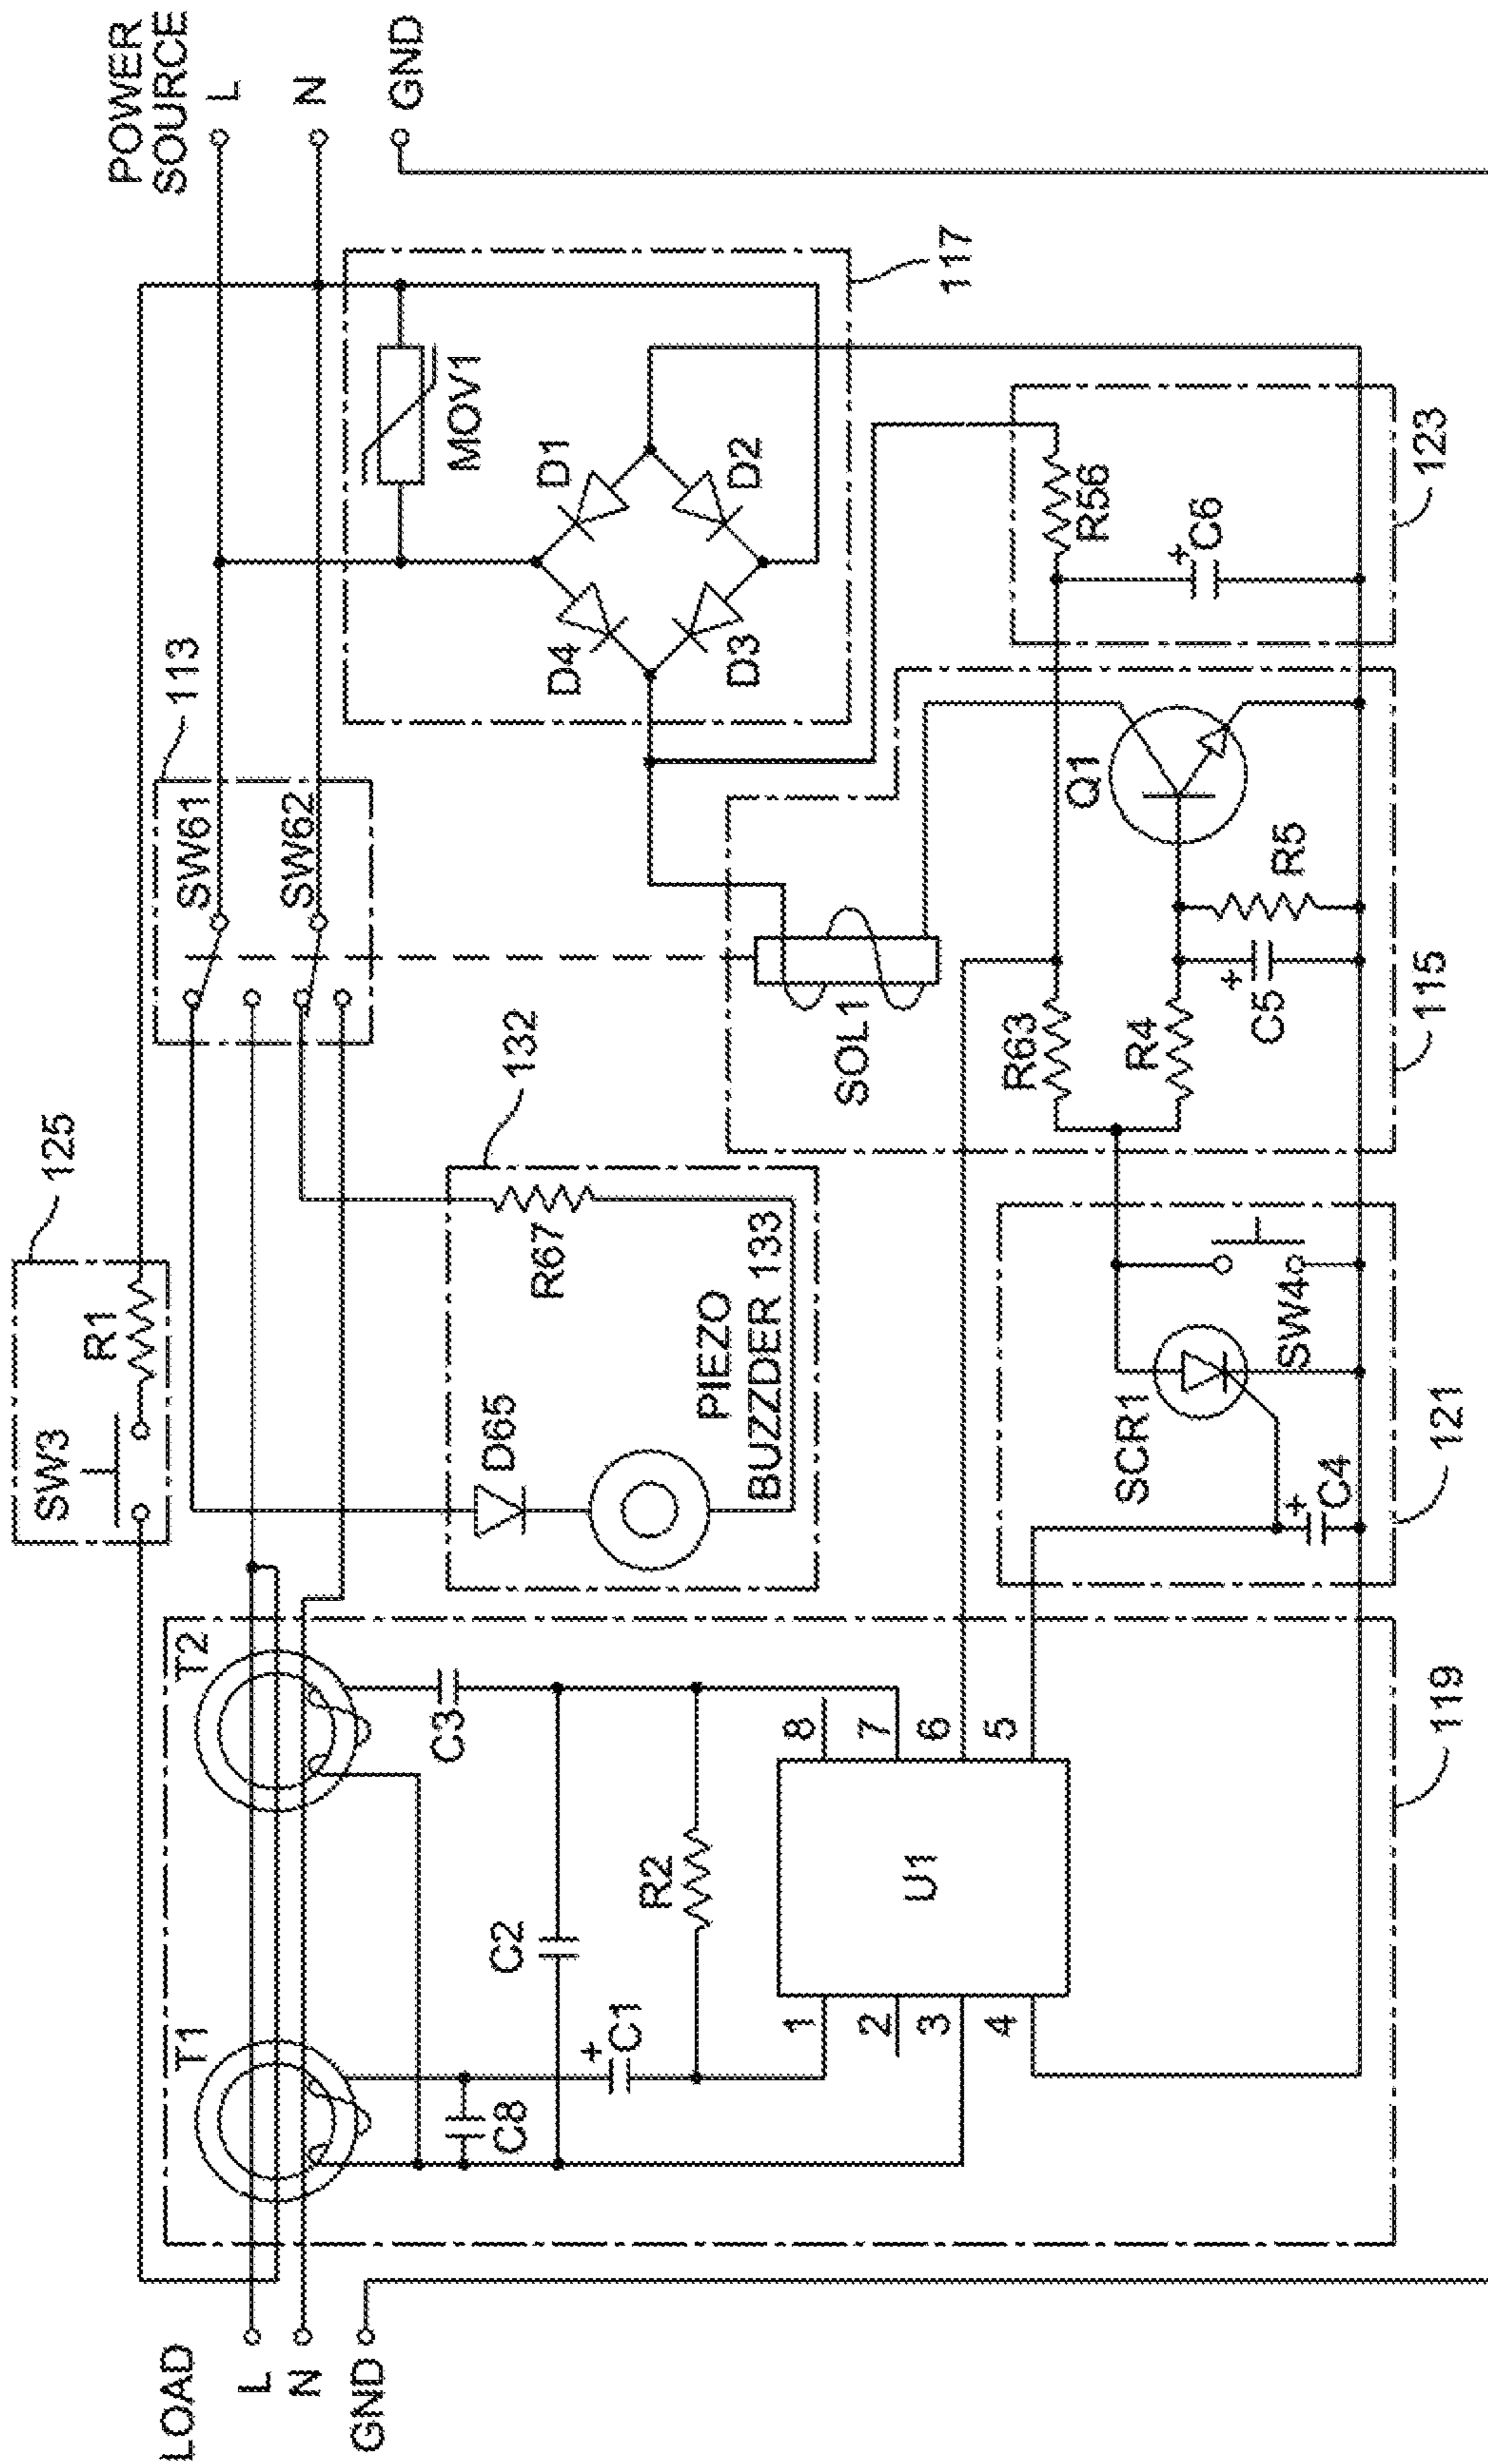 POWER
SOURCE
L
N
GND
125
SW3
R1
113
SW61
SW62
117
MOV1
D1
D2
D4
D3
132
D65
R67
PIEZO
BUZZDER 133
SOL1
123
R56
+
C6
115
R63
R4
Q1
+
C5
R5
121
SCR1
SW4
+
C4
119
T1
T2
C3
C2
C8
+
C1
R2
U1
1
2
3
4
8
7
6
5
LOAD
L
N
GND